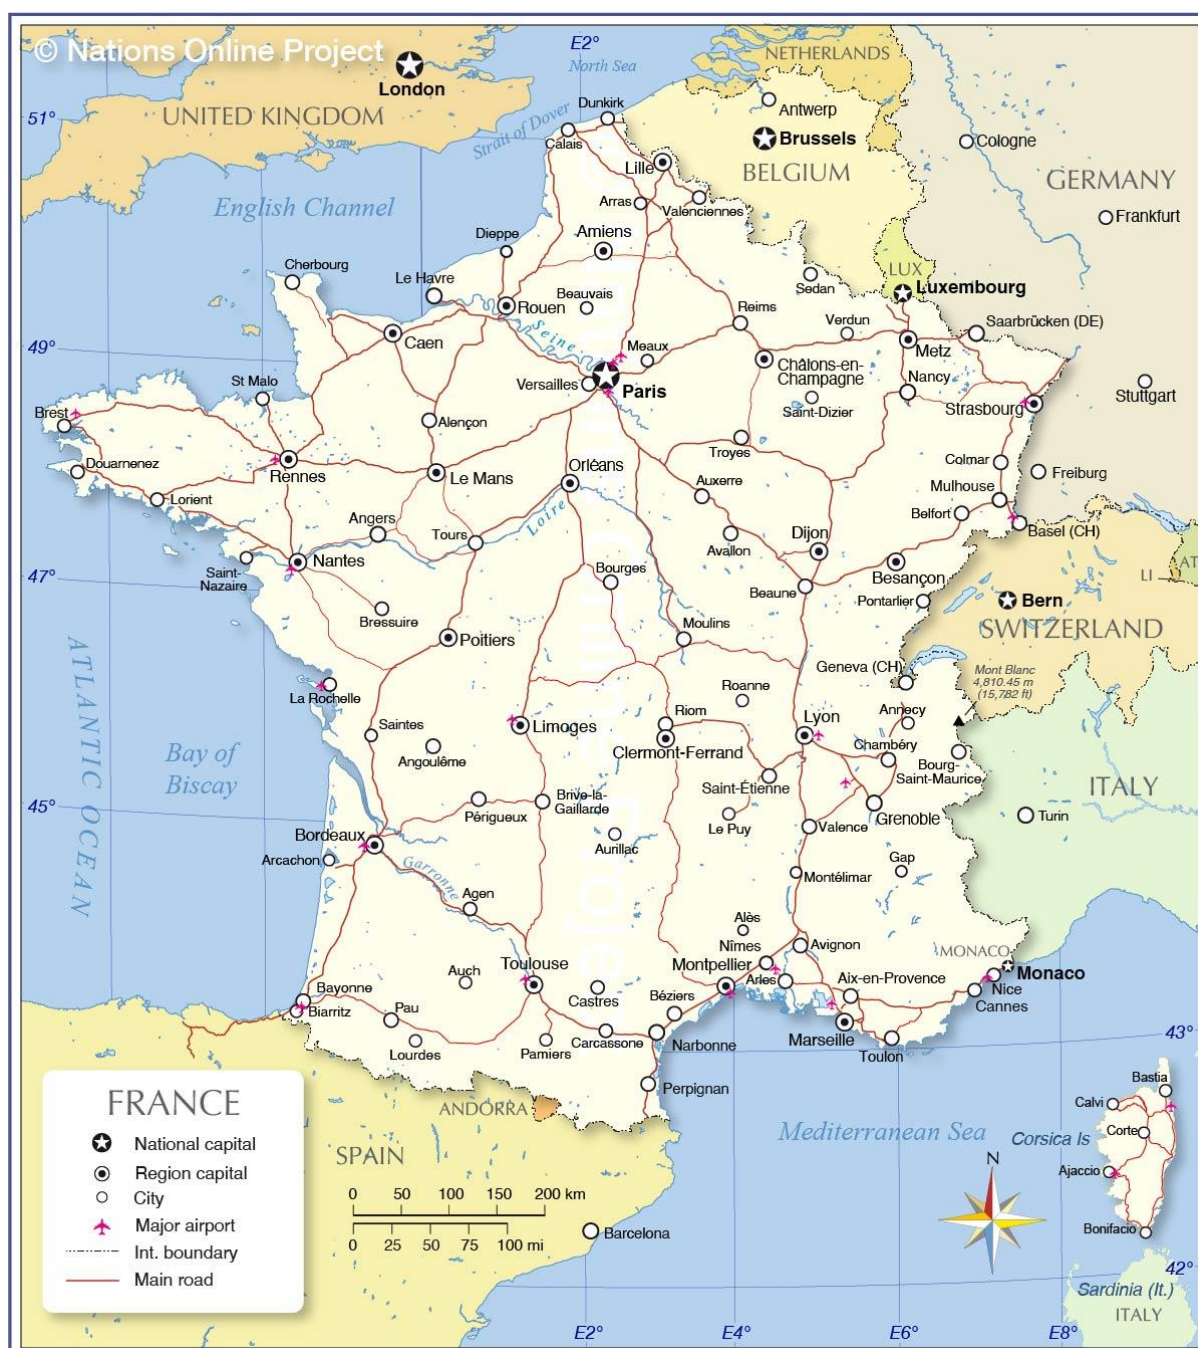 © Nations Online Project
E2°
North Sea
NETHERLANDS
London
UNITED KINGDOM
51°
Strait of Dover
Dunkirk
Calais
Antwerp
Brussels
BELGIUM
Cologne
GERMANY
Frankfurt
Lille
Arras
Valenciennes
English Channel
Amiens
Dieppe
Cherbourg
Le Havre
Rouen
Beauvais
Sedan
LUX
Luxembourg
Reims
Verdun
Saarbrücken (DE)
Caen
Seine
Meaux
Metz
49°
Versailles
Paris
Châlons-en-
Champagne
Nancy
Saint-Dizier
Strasbourg
Stuttgart
St Malo
Brest
Alençon
Troyes
Colmar
Freiburg
Douarnenez
Rennes
Le Mans
Orléans
Auxerre
Mulhouse
Lorient
Angers
Tours
Loire
Avallon
Dijon
Belfort
Basel (CH)
Saint-
Nazaire
Nantes
47°
Bourges
Beaune
Besançon
Pontarlier
LI
AT
Bern
SWITZERLAND
Bressuire
Poitiers
Moulins
Geneva (CH)
Mont Blanc
4,810.45 m
(15,782 ft)
ATLANTIC OCEAN
La Rochelle
Roanne
Annecy
Saintes
Limoges
Riom
Clermont-Ferrand
Lyon
Chambéry
Bourg-
Saint-Maurice
Bay of
Biscay
Angoulême
Saint-Étienne
ITALY
45°
Périgueux
Brive-la-
Gaillarde
Le Puy
Valence
Grenoble
Turin
Bordeaux
Arcachon
Aurillac
Garronne
Montélimar
Gap
Agen
Alès
Nîmes
Avignon
MONACO
Monaco
Auch
Toulouse
Castres
Montpellier
Arles
Aix-en-Provence
Nice
Cannes
Bayonne
Biarritz
Pau
Béziers
Lourdes
Pamiers
Carcassone
Narbonne
Marseille
Toulon
43°
Perpignan
ANDORRA
SPAIN
Barcelona
Mediterranean Sea
Bastia
Calvi
Corsica Is
Corte
Ajaccio
Bonifacio
42°
Sardinia (It.)
ITALY
N
FRANCE
National capital
Region capital
City
Major airport
Int. boundary
Main road
0 50 100 150 200 km
0 25 50 75 100 mi
E2°
E4°
E6°
E8°